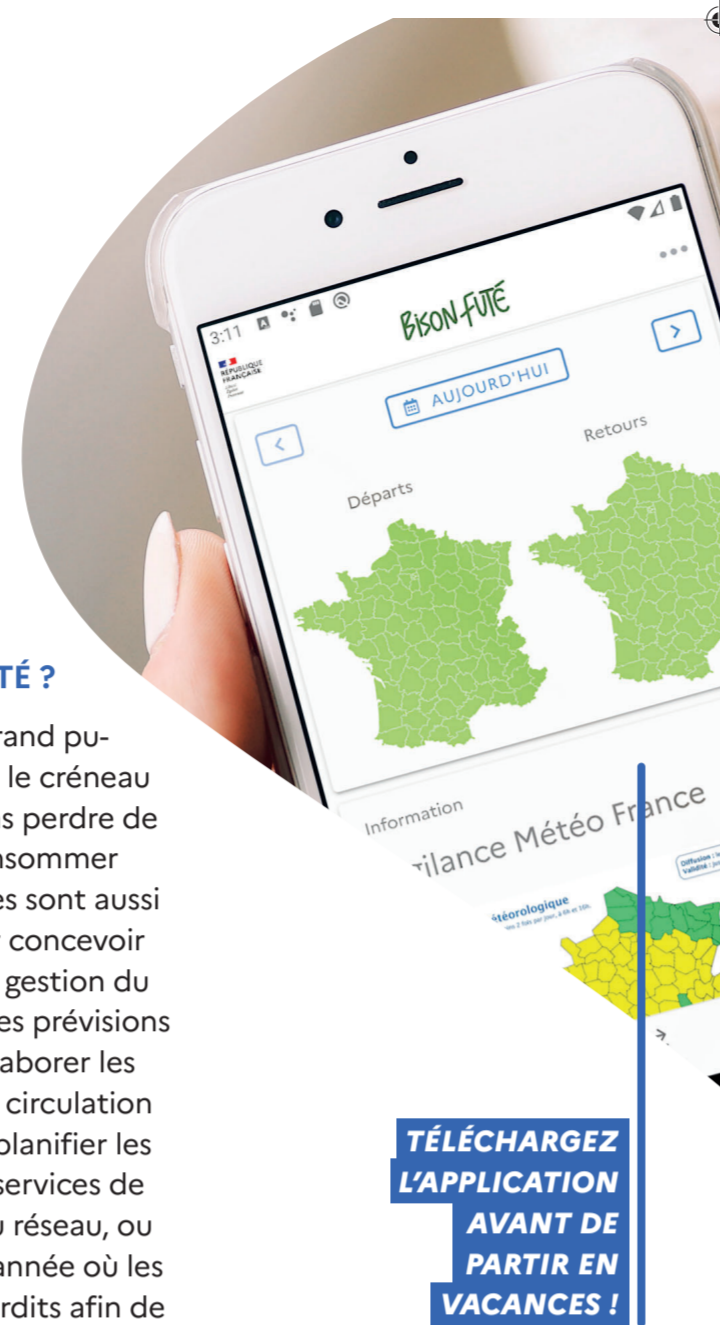 3:11
RÉPUBLIQUE
FRANÇAISE
BISON FUTÉ
AUJOURD'HUI
Départs
Retours
Information
ilance Météo France
téorologique
Diffusion :
Validité :
TÉ ?
rand pu-
le créneau
s perdre de
nsommer
es sont aussi
concevoir
gestion du
es prévisions
aborer les
circulation
planifier les
services de
u réseau, ou
année où les
rdits afin de
TÉLÉCHARGEZ
L'APPLICATION
AVANT DE
PARTIR EN
VACANCES !